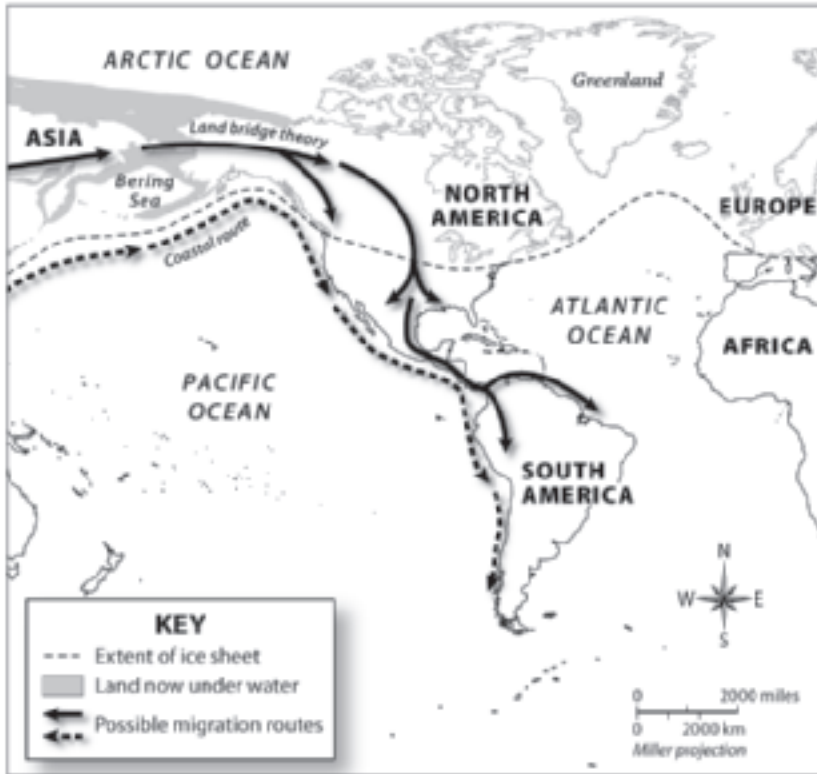 ARCTIC OCEAN
Greenland
ASIA
Land bridge theory
Bering
Sea
NORTH
AMERICA
EUROPE
Coastal route
ATLANTIC
OCEAN
AFRICA
PACIFIC
OCEAN
SOUTH
AMERICA
N
W E
S
KEY
Extent of ice sheet
Land now under water
Possible migration routes
0 2000 miles
0 2000 km
Miller projection